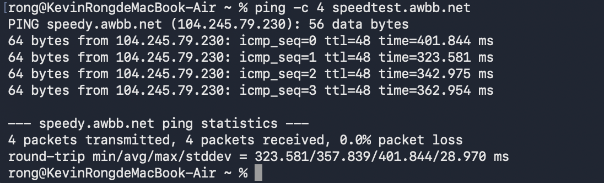 [rong@KevinRongdeMacBook-Air ~ % ping -c 4 speedtest.awbb.net
PING speedy.awbb.net (104.245.79.230): 56 data bytes
64 bytes from 104.245.79.230: icmp_seq=0 ttl=48 time=401.844 ms
64 bytes from 104.245.79.230: icmp_seq=1 ttl=48 time=323.581 ms
64 bytes from 104.245.79.230: icmp_seq=2 ttl=48 time=342.975 ms
64 bytes from 104.245.79.230: icmp_seq=3 ttl=48 time=362.954 ms
--- speedy.awbb.net ping statistics ---
4 packets transmitted, 4 packets received, 0.0% packet loss
round-trip min/avg/max/stddev = 323.581/357.839/401.844/28.970 ms
rong@KevinRongdeMacBook-Air ~ %